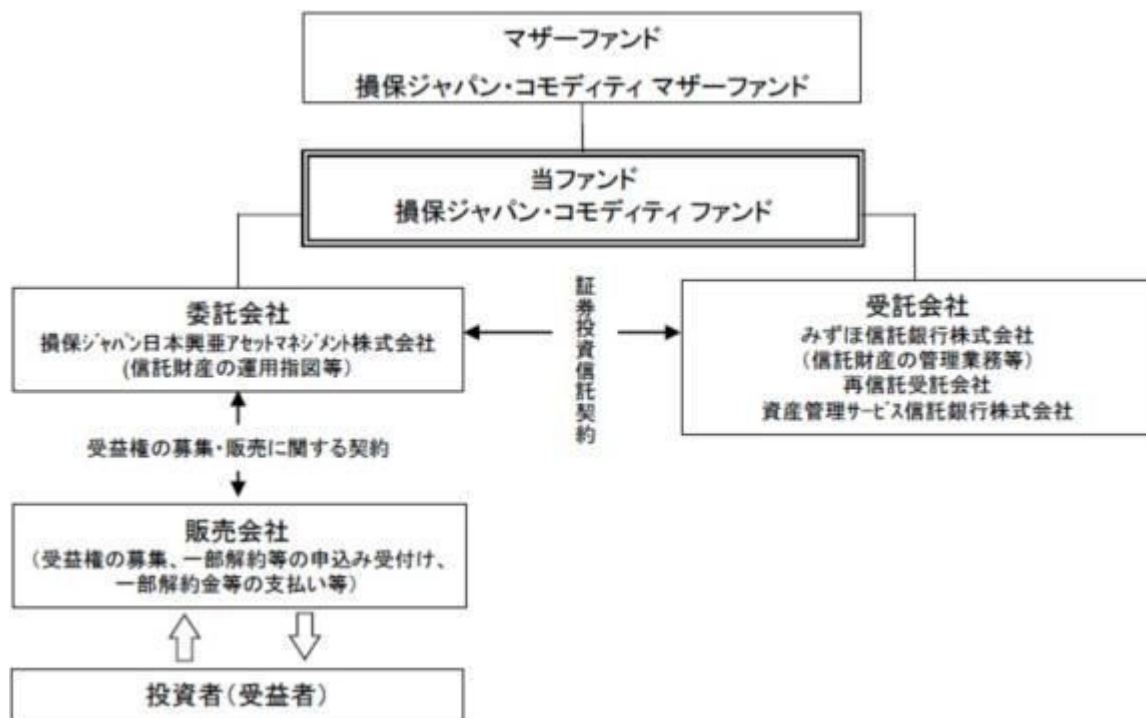 マザーファンド
損保ジャパン・コモディティ マザーファンド
当ファンド
損保ジャパン・コモディティ ファンド
委託会社
損保ｼﾞｬﾊﾟﾝ日本興亜ｱｾｯﾄﾏﾈｼﾞﾒﾝﾄ株式会社
(信託財産の運用指図等)
証券投資信託契約
受託会社
みずほ信託銀行株式会社
(信託財産の管理業務等)
再信託受託会社
資産管理サービス信託銀行株式会社
受益権の募集・販売に関する契約
販売会社
(受益権の募集、一部解約等の申込み受付け、
一部解約金等の支払い等)
投資者(受益者)